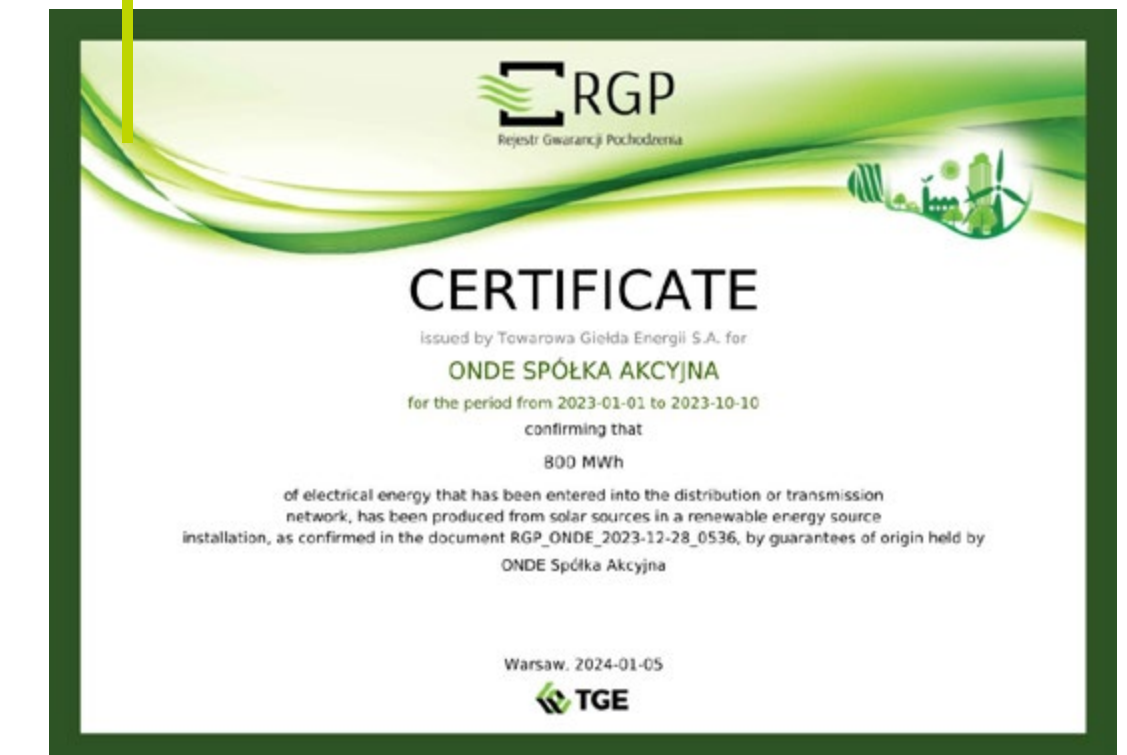 RGP
Rejestr Gwarancji Pochodzenia
CERTIFICATE
issued by Towarowa Giełda Energii S.A. for
ONDE SPÓŁKA AKCYJNA
for the period from 2023-01-01 to 2023-10-10
confirming that
800 MWh
of electrical energy that has been entered into the distribution or transmission
network, has been produced from solar sources in a renewable energy source
installation, as confirmed in the document RGP_ONDE_2023-12-28_0536, by guarantees of origin held by
ONDE Spółka Akcyjna
Warsaw, 2024-01-05
TGE